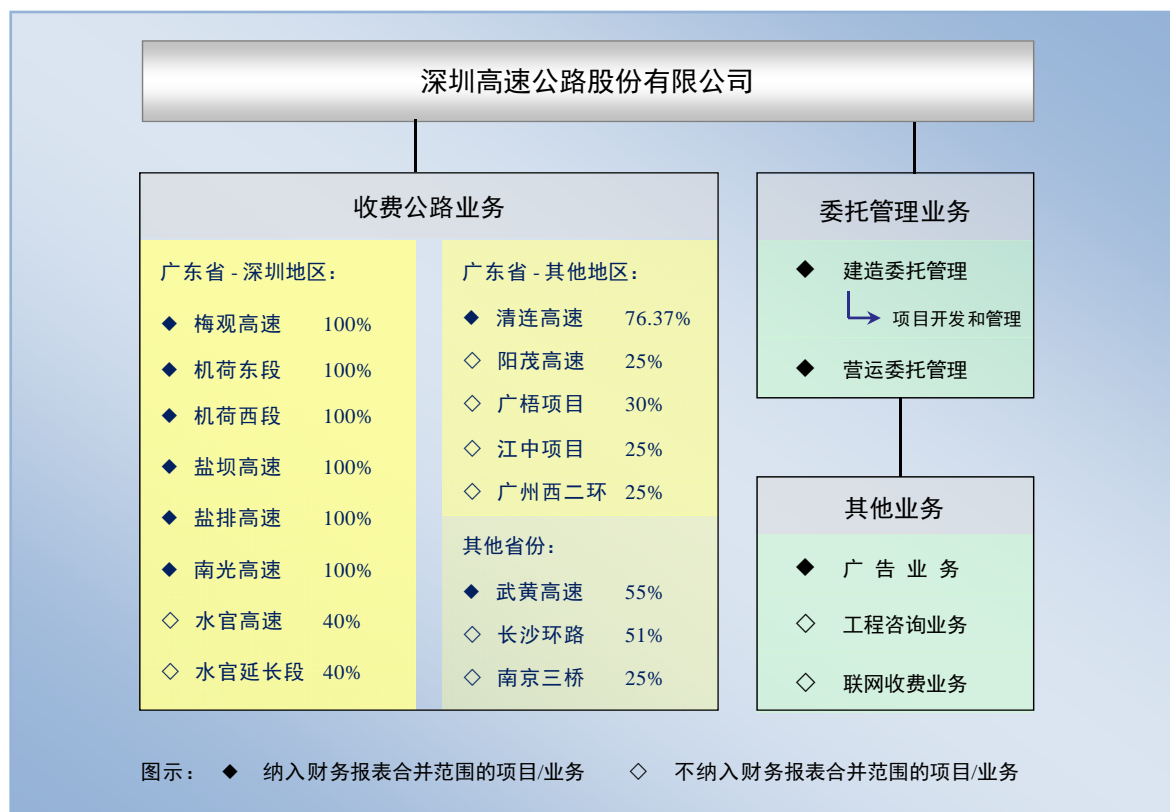 深圳高速公路股份有限公司
收费公路业务
广东省 - 深圳地区：
◆ 梅观高速 100%
◆ 机荷东段 100%
◆ 机荷西段 100%
◆ 盐坝高速 100%
◆ 盐排高速 100%
◆ 南光高速 100%
◇ 水官高速 40%
◇ 水官延长段 40%
广东省 - 其他地区：
◆ 清连高速 76.37%
◇ 阳茂高速 25%
◇ 广梧项目 30%
◇ 江中项目 25%
◇ 广州西二环 25%
其他省份：
◆ 武黄高速 55%
◇ 长沙环路 51%
◇ 南京三桥 25%
委托管理业务
◆ 建造委托管理
项目开发和管理
◆ 营运委托管理
其他业务
◆ 广 告 业 务
◇ 工程咨询业务
◇ 联网收费业务
图示： ◆ 纳入财务报表合并范围的项目/业务 ◇ 不纳入财务报表合并范围的项目/业务